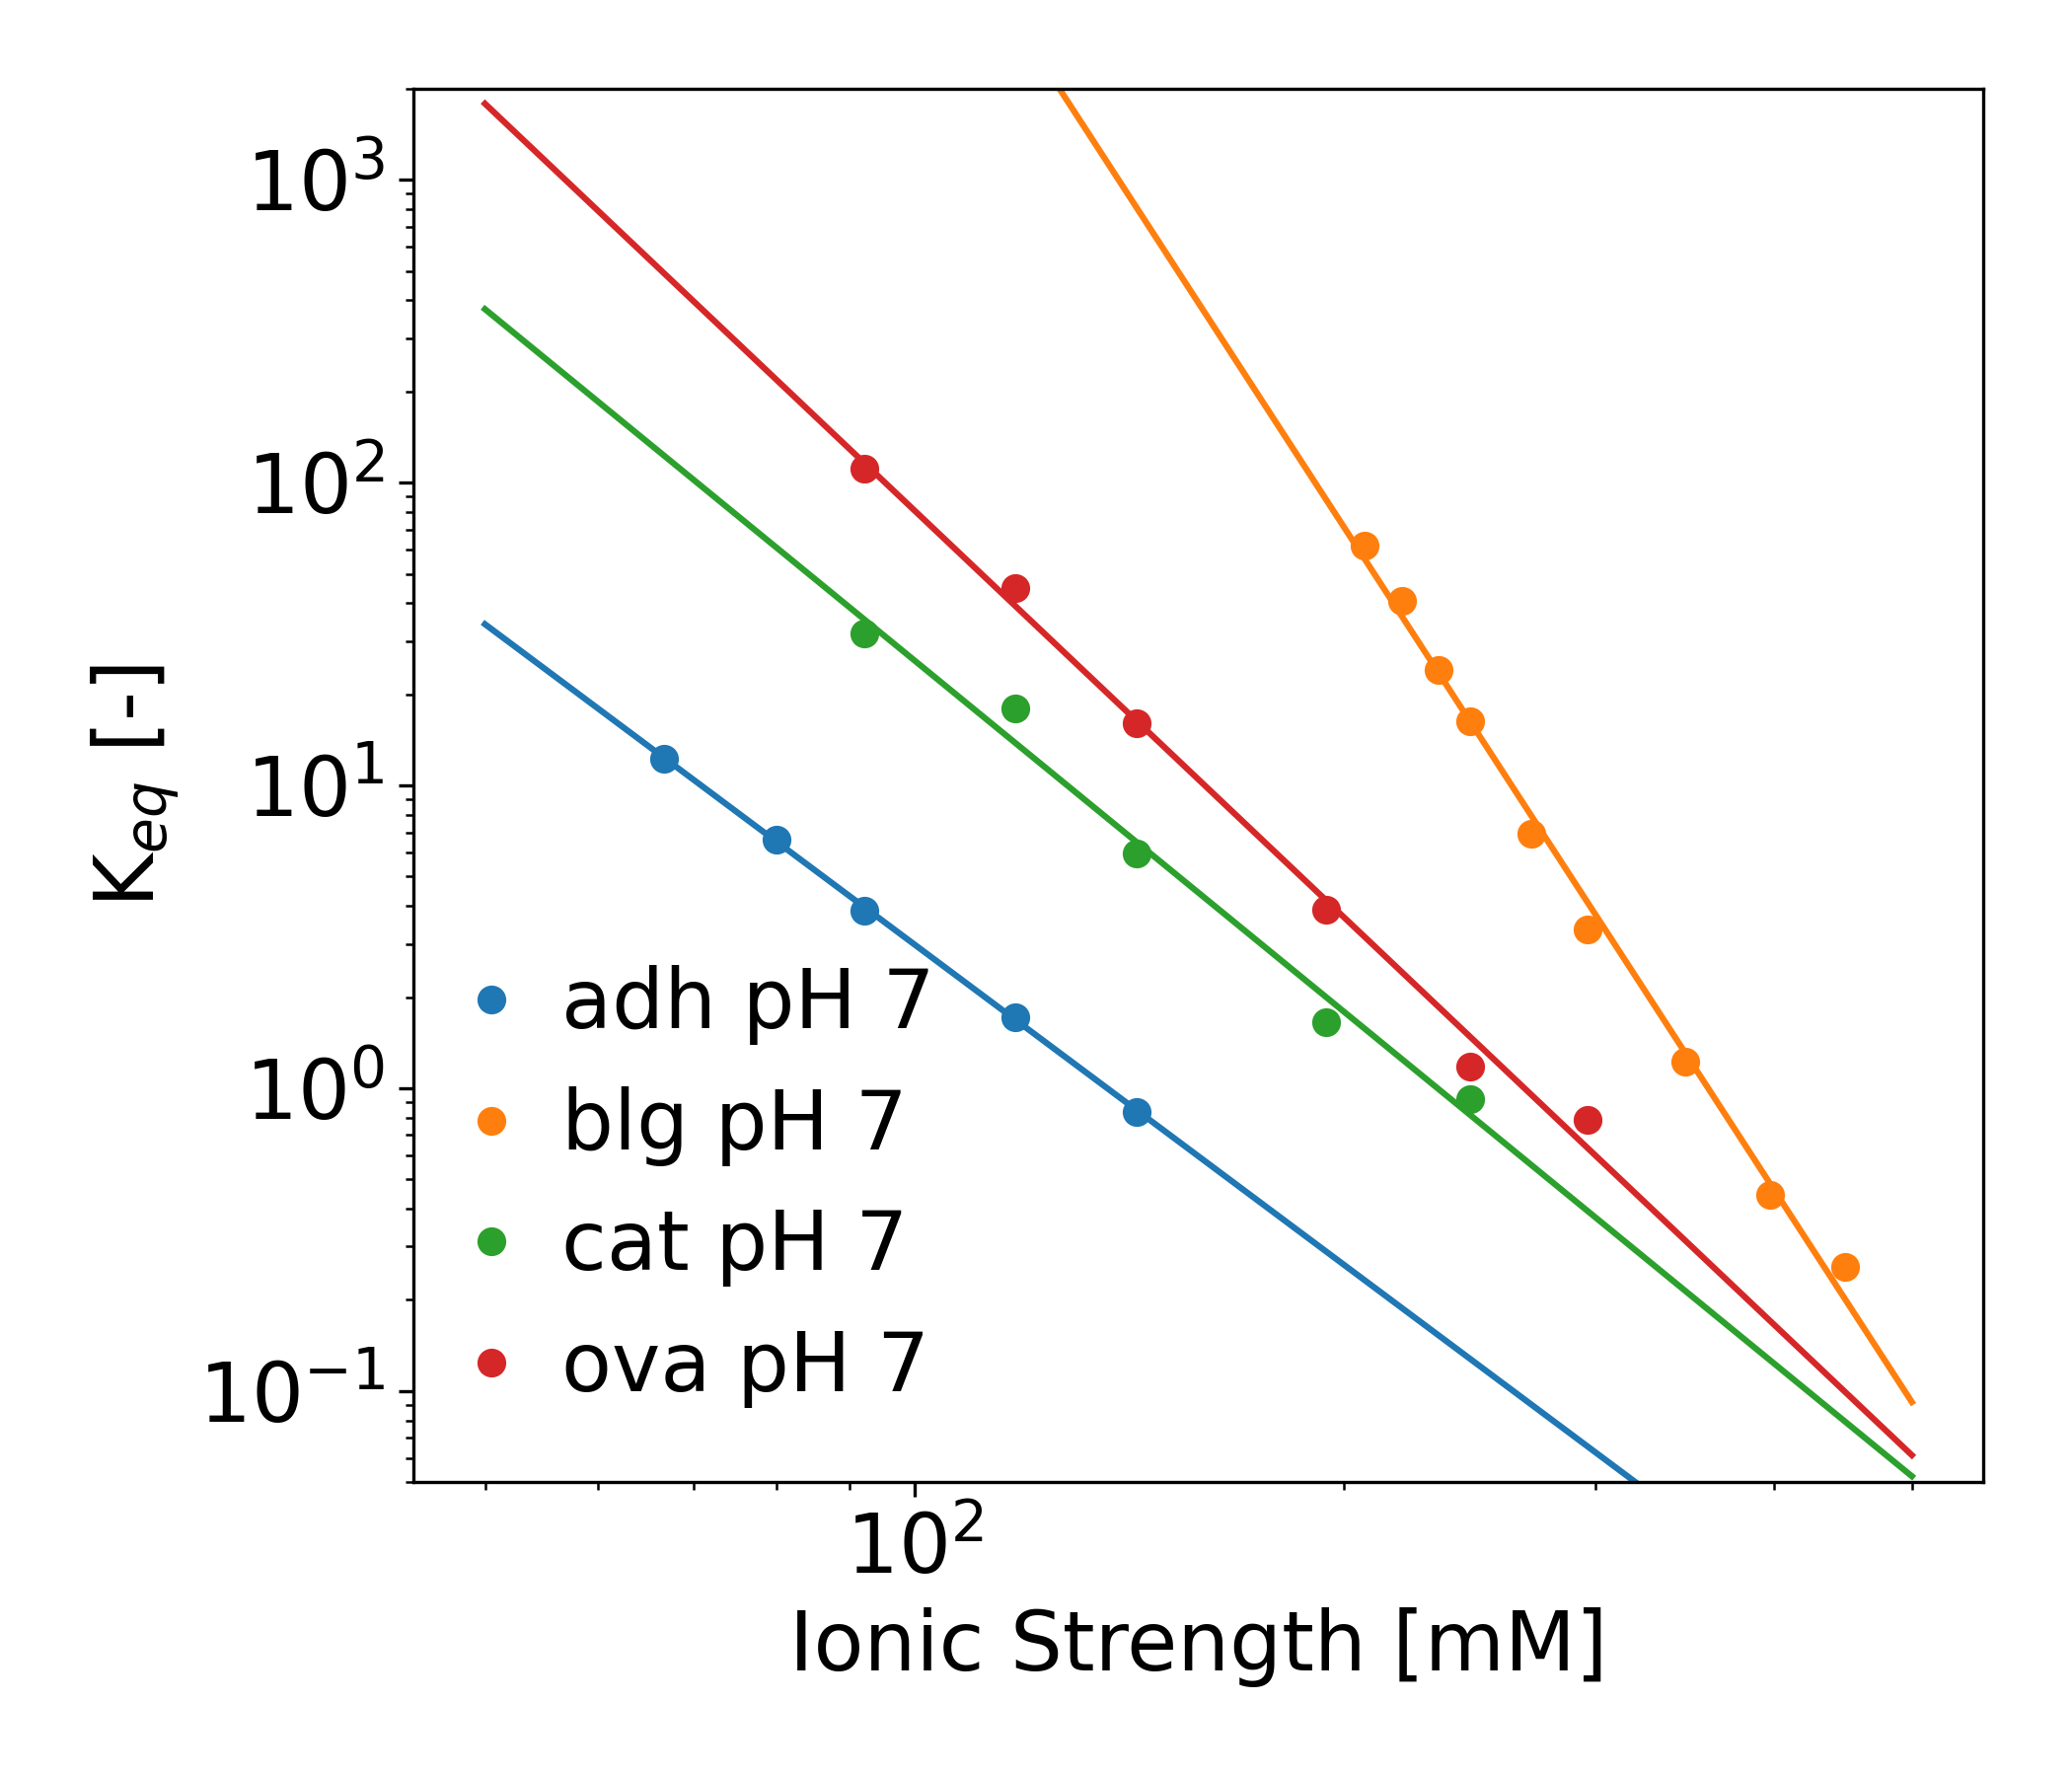 10³
10²
10¹
10⁰
10⁻¹
K_eq [-]
adh pH 7
blg pH 7
cat pH 7
ova pH 7
10²
Ionic Strength [mM]